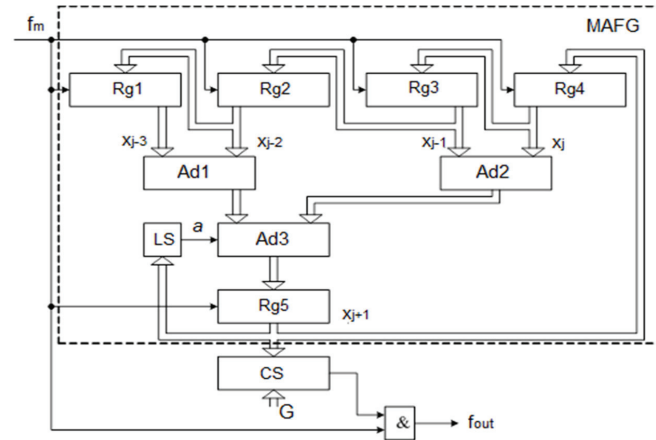 fm
MAFG
Rg1
Rg2
Rg3
Rg4
xj-3
xj-2
xj-1
xj
Ad1
Ad2
LS
a
Ad3
Rg5
xj+1
CS
G
&
fout